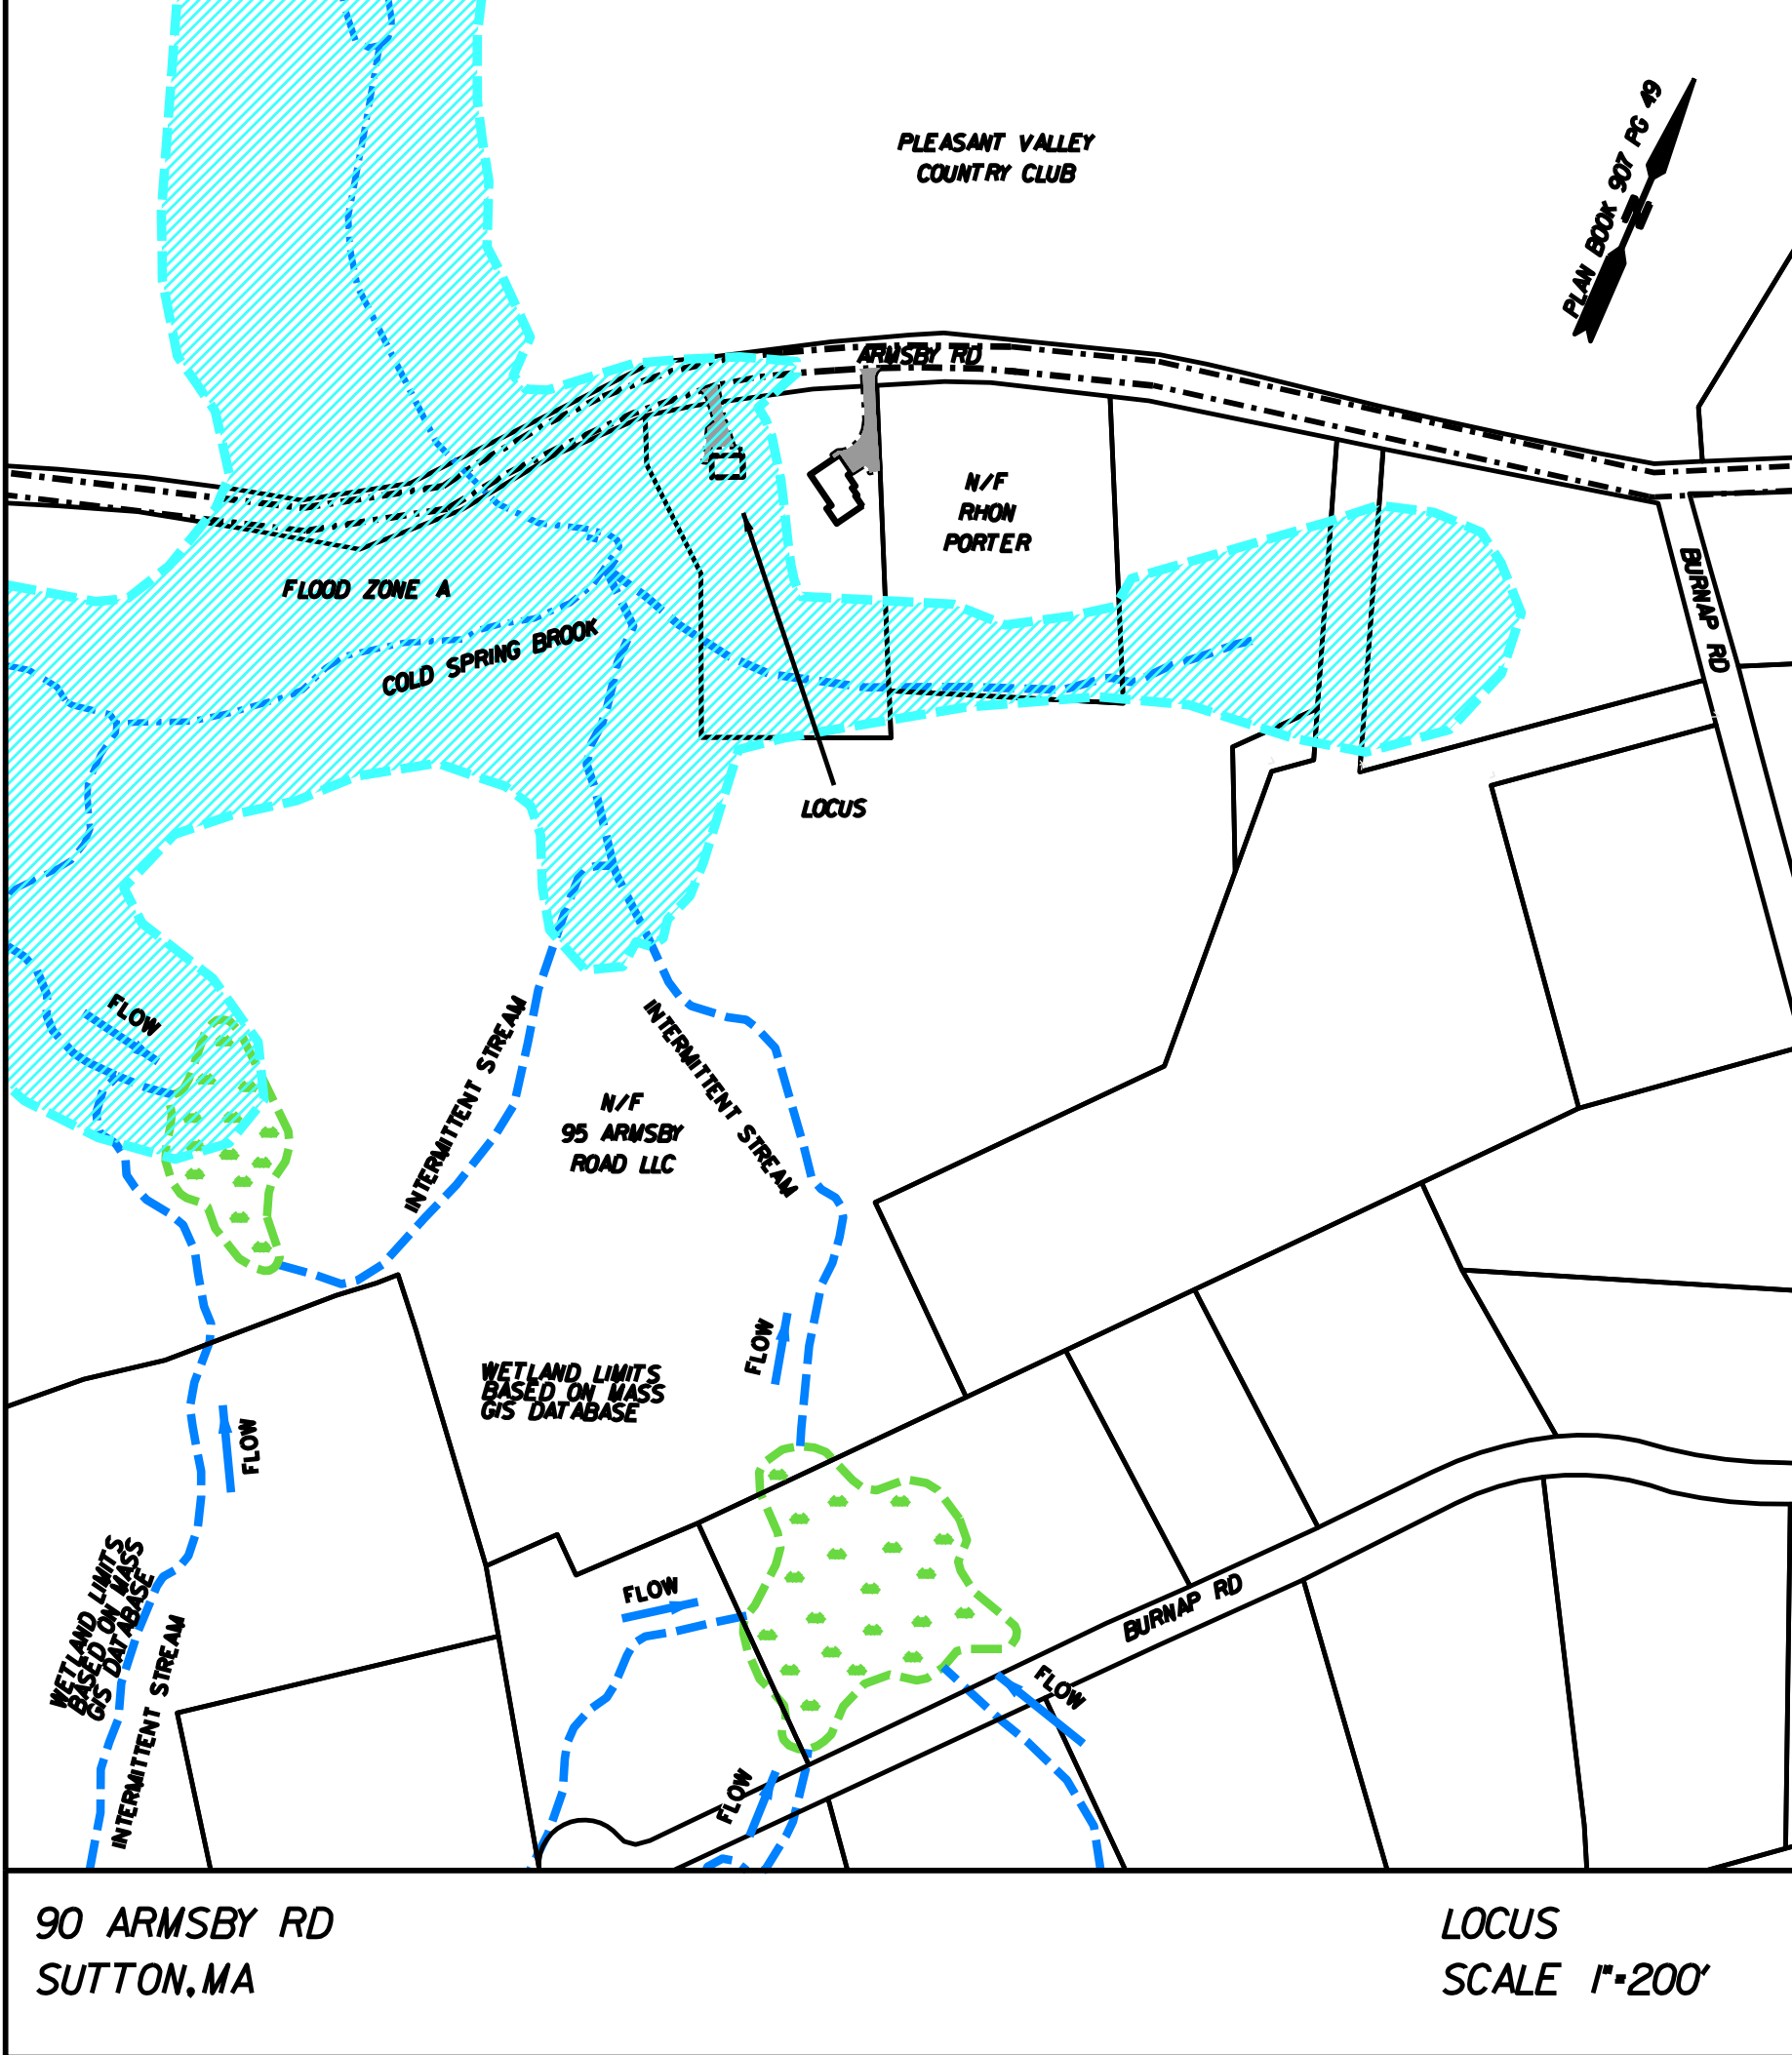 PLEASANT VALLEY
COUNTRY CLUB
PLAN BOOK 907 PG 49
N
ARMSBY RD
N/F
RHON
PORTER
BURNAP RD
FLOOD ZONE A
COLD SPRING BROOK
LOCUS
FLOW
INTERMITTENT STREAM
INTERMITTENT STREAM
N/F
95 ARMSBY
ROAD LLC
FLOW
WETLAND LIMITS
BASED ON MASS
GIS DATABASE
FLOW
WETLAND LIMITS
BASED ON MASS
GIS DATABASE
INTERMITTENT STREAM
FLOW
BURNAP RD
FLOW
FLOW
90 ARMSBY RD
SUTTON, MA
LOCUS
SCALE 1"=200'